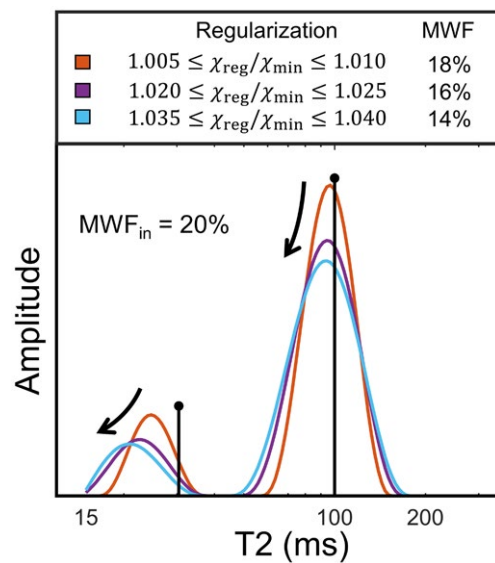 Regularization MWF
1.005 ≤ χreg/χmin ≤ 1.010 18%
1.020 ≤ χreg/χmin ≤ 1.025 16%
1.035 ≤ χreg/χmin ≤ 1.040 14%
MWFin = 20%
Amplitude
15 100 200
T2 (ms)